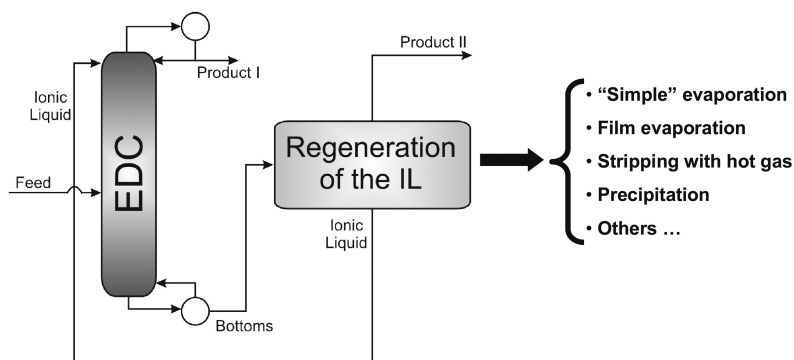 Product I
Ionic
Liquid
Feed
EDC
Bottoms
Product II
Regeneration
of the IL
Ionic
Liquid
• “Simple” evaporation
• Film evaporation
• Stripping with hot gas
• Precipitation
• Others …